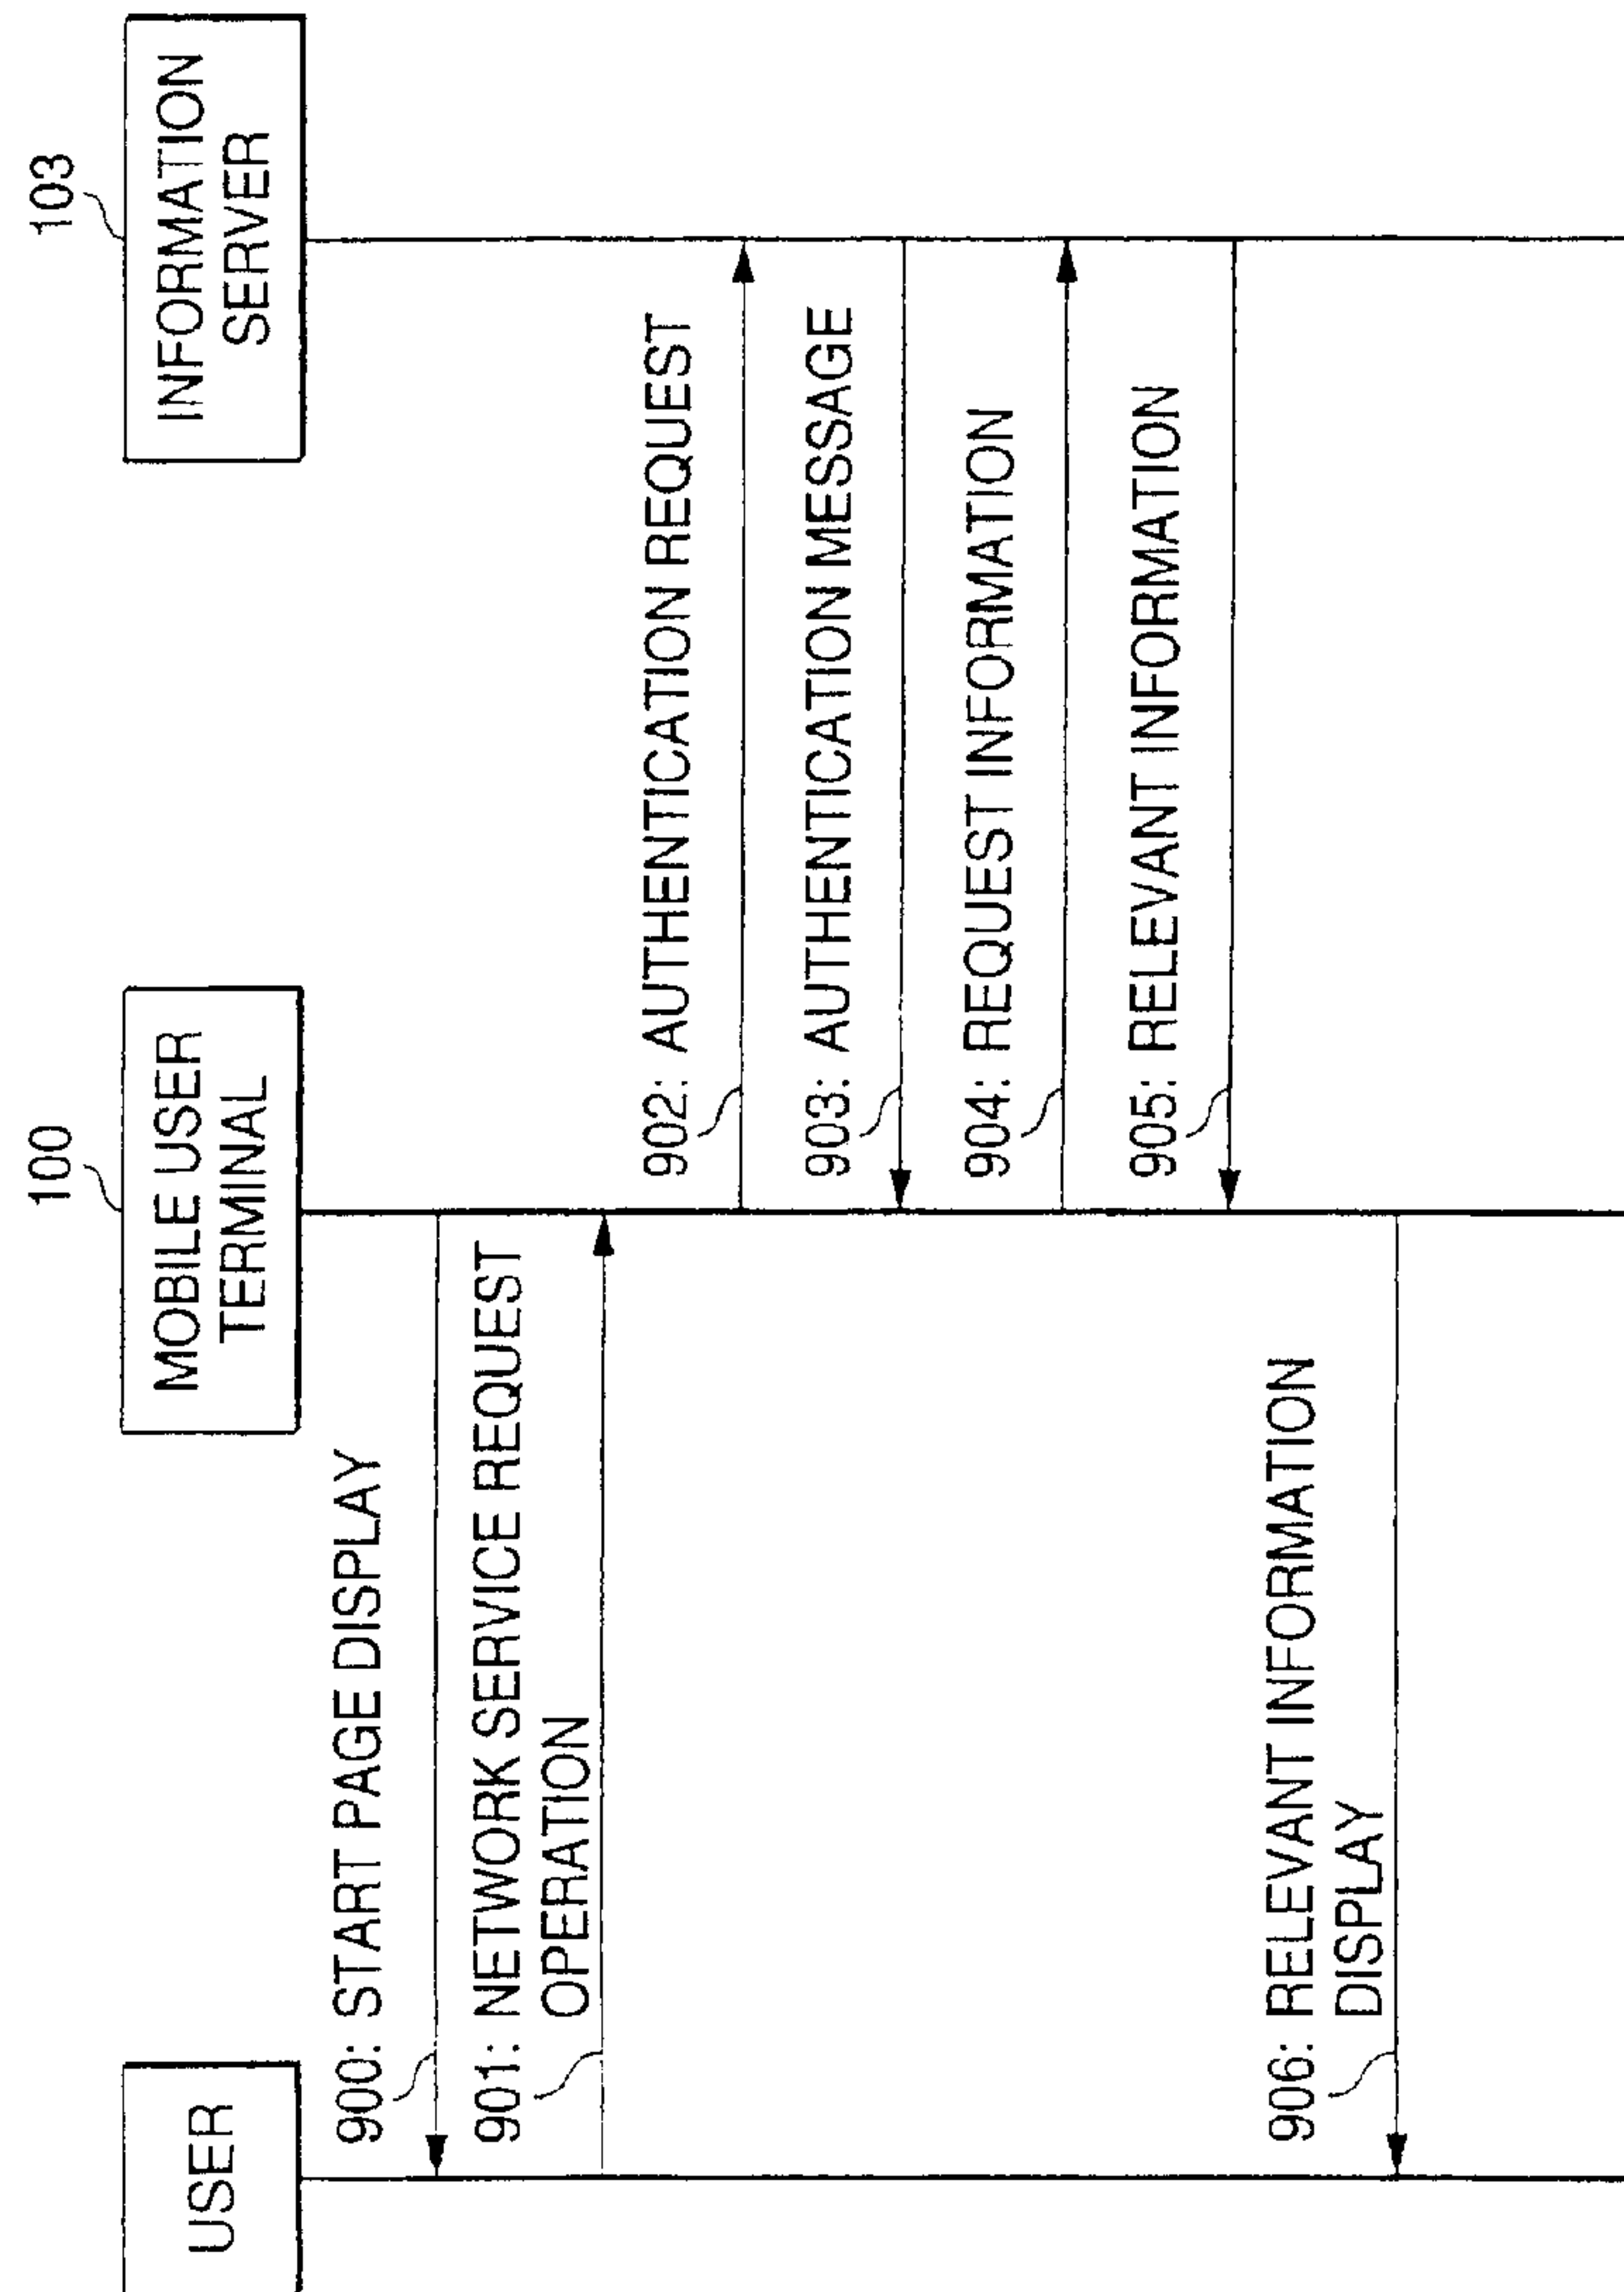 USER
100
MOBILE USER
TERMINAL
103
INFORMATION
SERVER
900: START PAGE DISPLAY
901: NETWORK SERVICE REQUEST
OPERATION
902: AUTHENTICATION REQUEST
903: AUTHENTICATION MESSAGE
904: REQUEST INFORMATION
905: RELEVANT INFORMATION
906: RELEVANT INFORMATION
DISPLAY